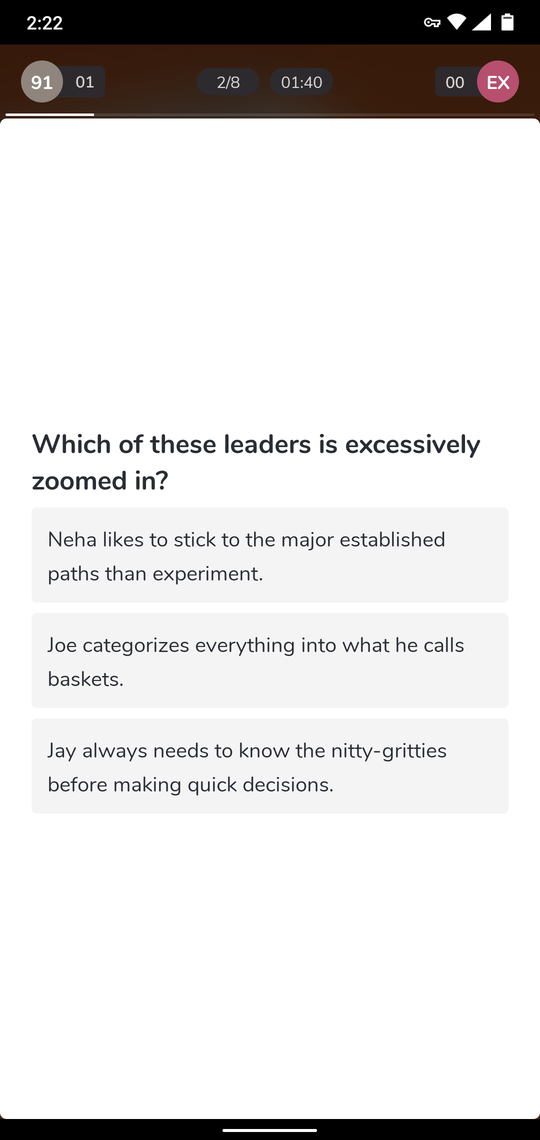 2:22
91 01 2/8 01:40 00 EX
Which of these leaders is excessively
zoomed in?
Neha likes to stick to the major established
paths than experiment.
Joe categorizes everything into what he calls
baskets.
Jay always needs to know the nitty-gritties
before making quick decisions.